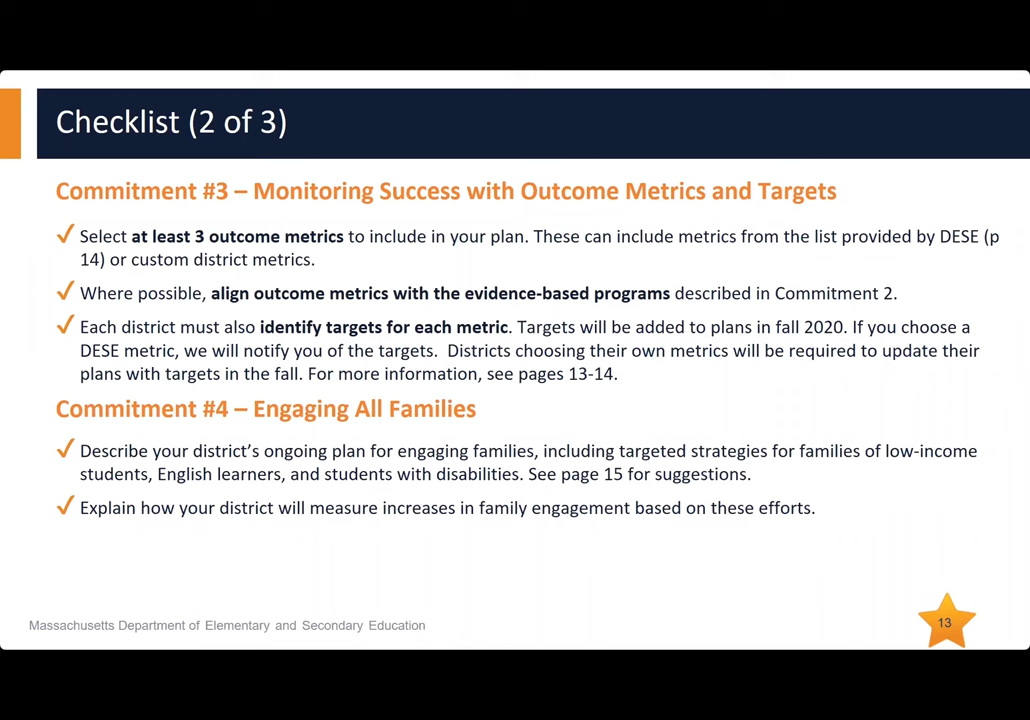 Checklist (2 of 3)
Commitment #3 – Monitoring Success with Outcome Metrics and Targets
✓ Select at least 3 outcome metrics to include in your plan. These can include metrics from the list provided by DESE (p
14) or custom district metrics.
✓ Where possible, align outcome metrics with the evidence-based programs described in Commitment 2.
✓ Each district must also identify targets for each metric. Targets will be added to plans in fall 2020. If you choose a
DESE metric, we will notify you of the targets.  Districts choosing their own metrics will be required to update their
plans with targets in the fall. For more information, see pages 13-14.
Commitment #4 – Engaging All Families
✓ Describe your district’s ongoing plan for engaging families, including targeted strategies for families of low-income
students, English learners, and students with disabilities. See page 15 for suggestions.
✓ Explain how your district will measure increases in family engagement based on these efforts.
Massachusetts Department of Elementary and Secondary Education
13